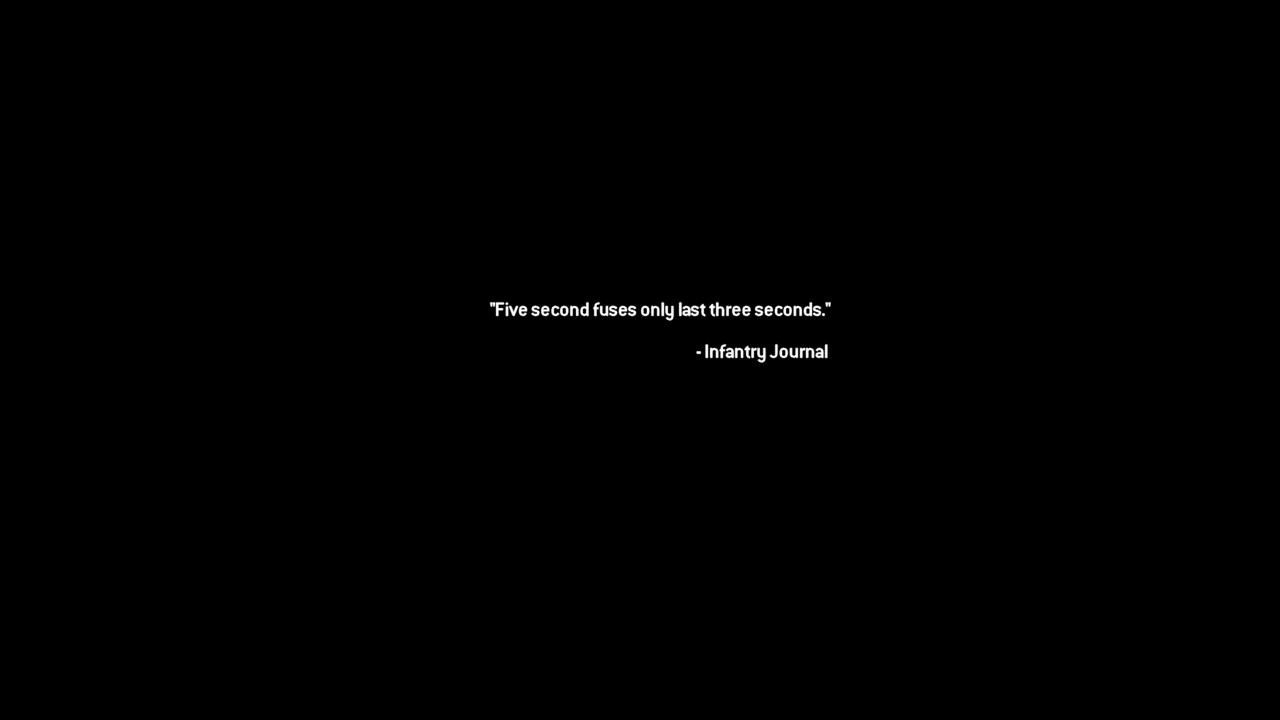 "Five second fuses only last three seconds."
- Infantry Journal